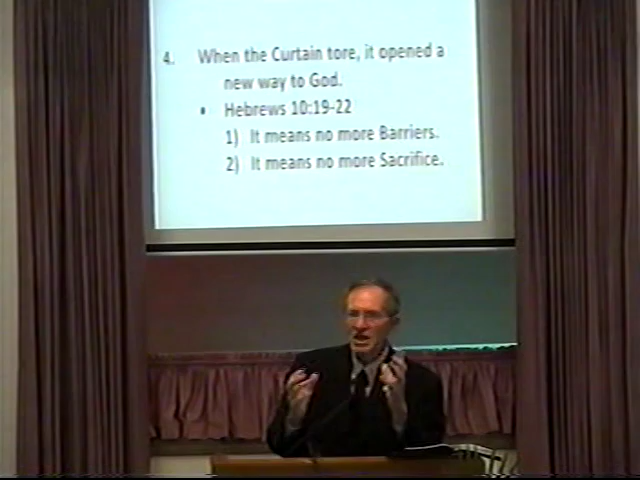 4. When the Curtain tore, it opened a
new way to God.
• Hebrews 10:19-22
1) It means no more Barriers.
2) It means no more Sacrifice.